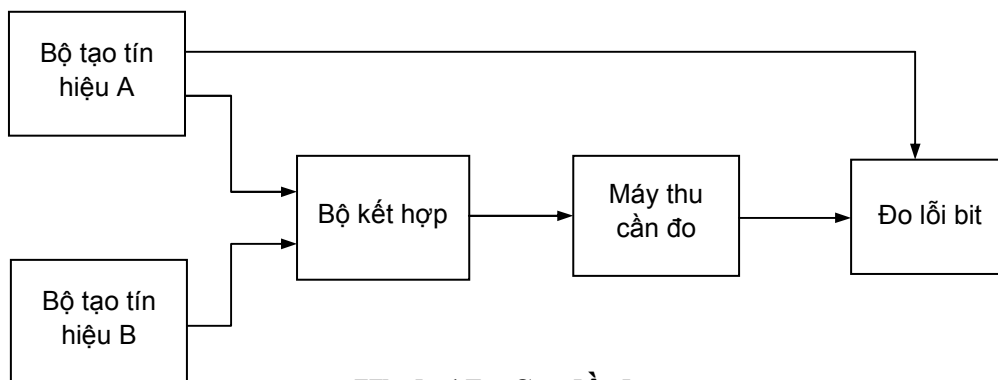 Bộ tạo tín
hiệu A
Bộ kết hợp
Máy thu
cần đo
Đo lỗi bit
Bộ tạo tín
hiệu B